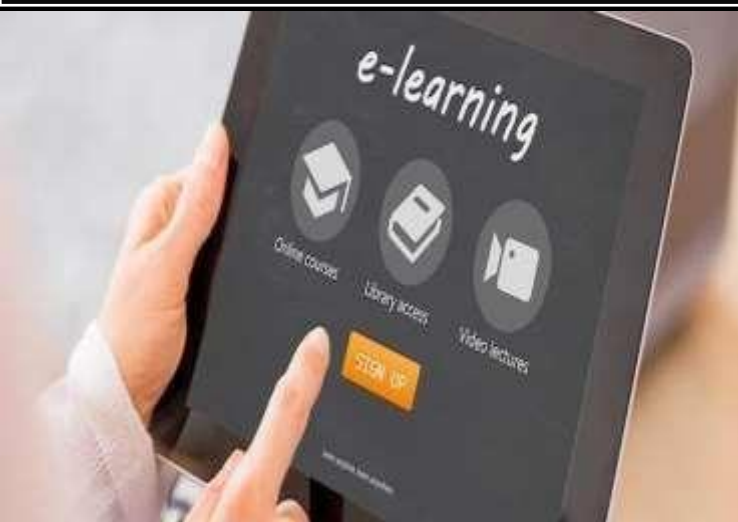 e-learning
Online courses
Library access
Video lectures
SIGN UP